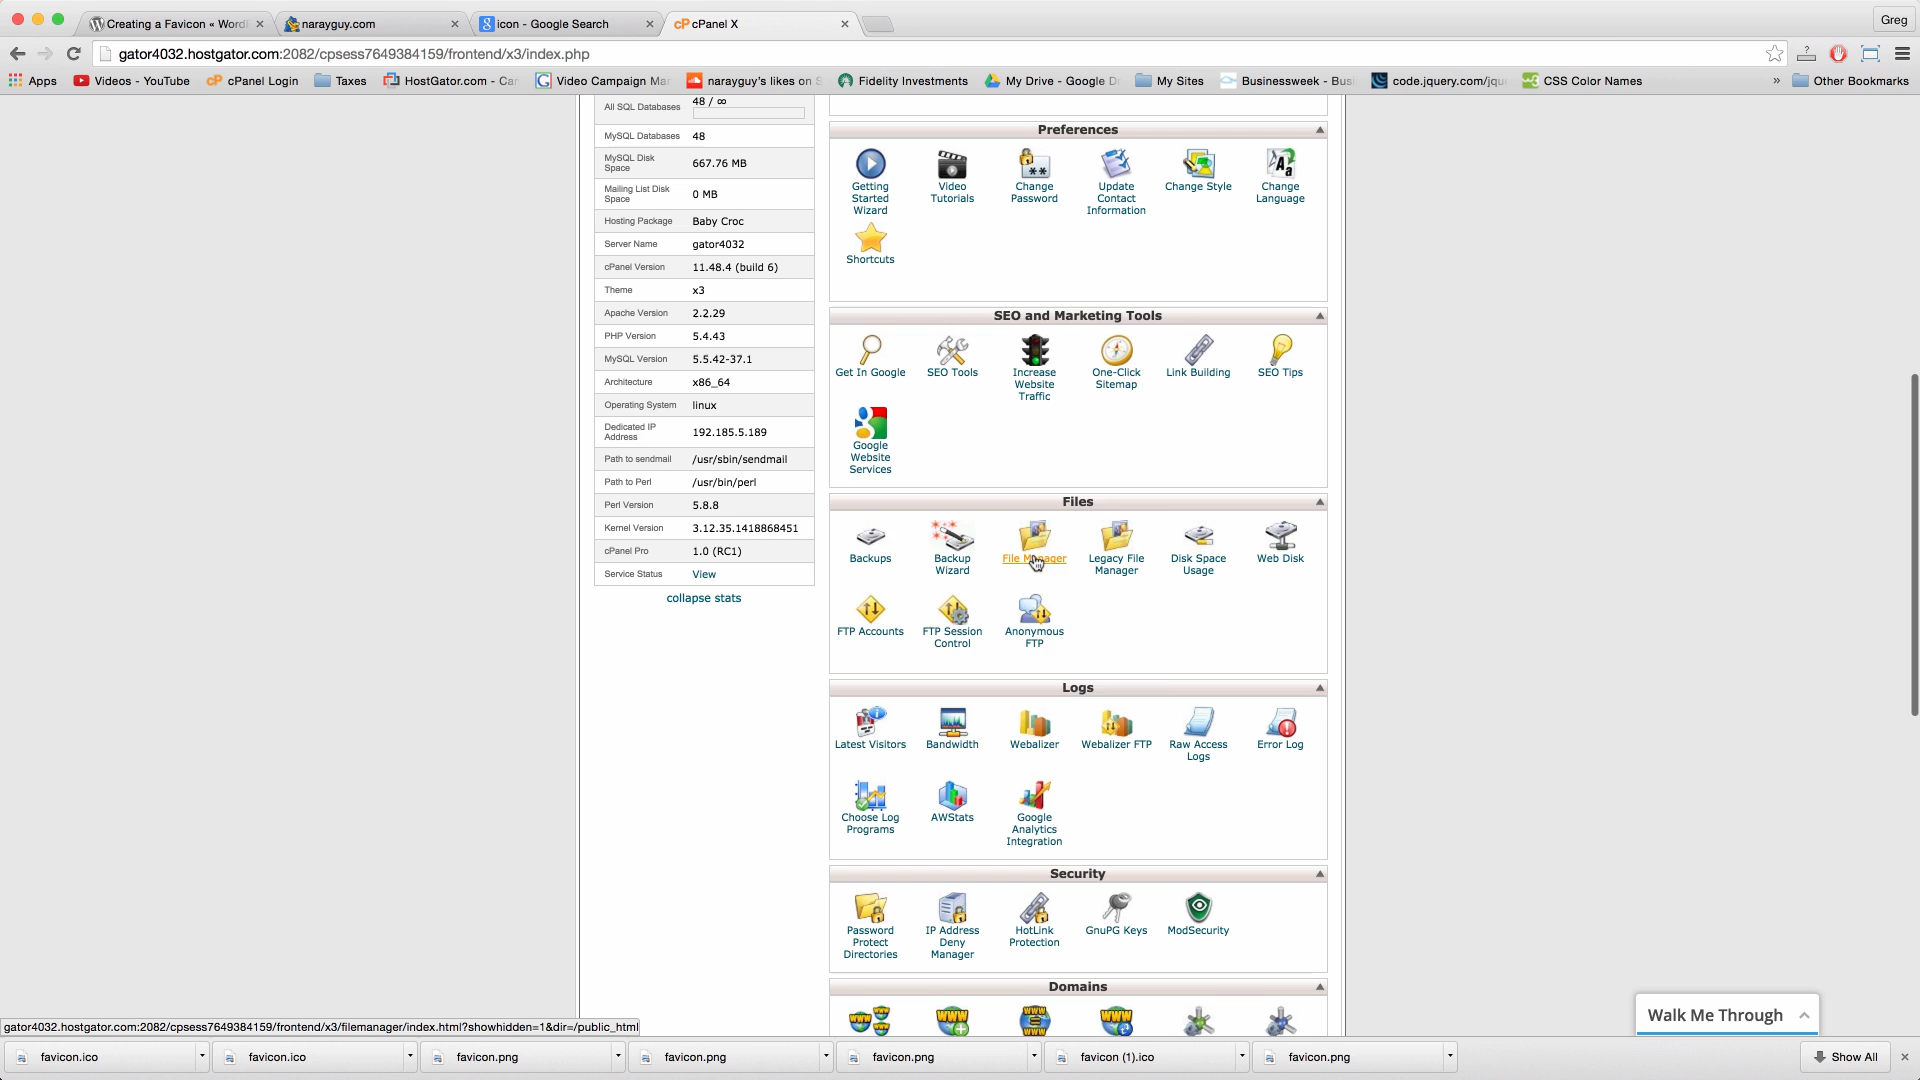 Creating a Favicon « Word
narayguy.com
icon - Google Search
cP cPanel X
Greg
gator4032.hostgator.com:2082/cpsess7649384159/frontend/x3/index.php
Apps
Videos - YouTube
cP cPanel Login
Taxes
HostGator.com - Ca
Video Campaign Ma
narayguy's likes on S
Fidelity Investments
My Drive - Google D
My Sites
Businessweek - Bus
code.jquery.com/jqu
CSS Color Names
»
Other Bookmarks
All SQL Databases 48 / ∞
MySQL Databases 48
MySQL Disk Space 667.76 MB
Mailing List Disk Space 0 MB
Hosting Package Baby Croc
Server Name gator4032
cPanel Version 11.48.4 (build 6)
Theme x3
Apache Version 2.2.29
PHP Version 5.4.43
MySQL Version 5.5.42-37.1
Architecture x86_64
Operating System linux
Dedicated IP Address 192.185.5.189
Path to sendmail /usr/sbin/sendmail
Path to Perl /usr/bin/perl
Perl Version 5.8.8
Kernel Version 3.12.35.1418868451
cPanel Pro 1.0 (RC1)
Service Status View
collapse stats
Preferences
Getting Started Wizard
Video Tutorials
Change Password
Update Contact Information
Change Style
Change Language
Shortcuts
SEO and Marketing Tools
Get In Google
SEO Tools
Increase Website Traffic
One-Click Sitemap
Link Building
SEO Tips
Google Website Services
Files
Backups
Backup Wizard
File Manager
Legacy File Manager
Disk Space Usage
Web Disk
FTP Accounts
FTP Session Control
Anonymous FTP
Logs
Latest Visitors
Bandwidth
Webalizer
Webalizer FTP
Raw Access Logs
Error Log
Choose Log Programs
AWStats
Google Analytics Integration
Security
Password Protect Directories
IP Address Deny Manager
HotLink Protection
GnuPG Keys
ModSecurity
Domains
Walk Me Through
gator4032.hostgator.com:2082/cpsess7649384159/frontend/x3/filemanager/index.html?showhidden=1&dir=/public_html
favicon.ico
favicon.ico
favicon.png
favicon.png
favicon.png
favicon (1).ico
favicon.png
Show All